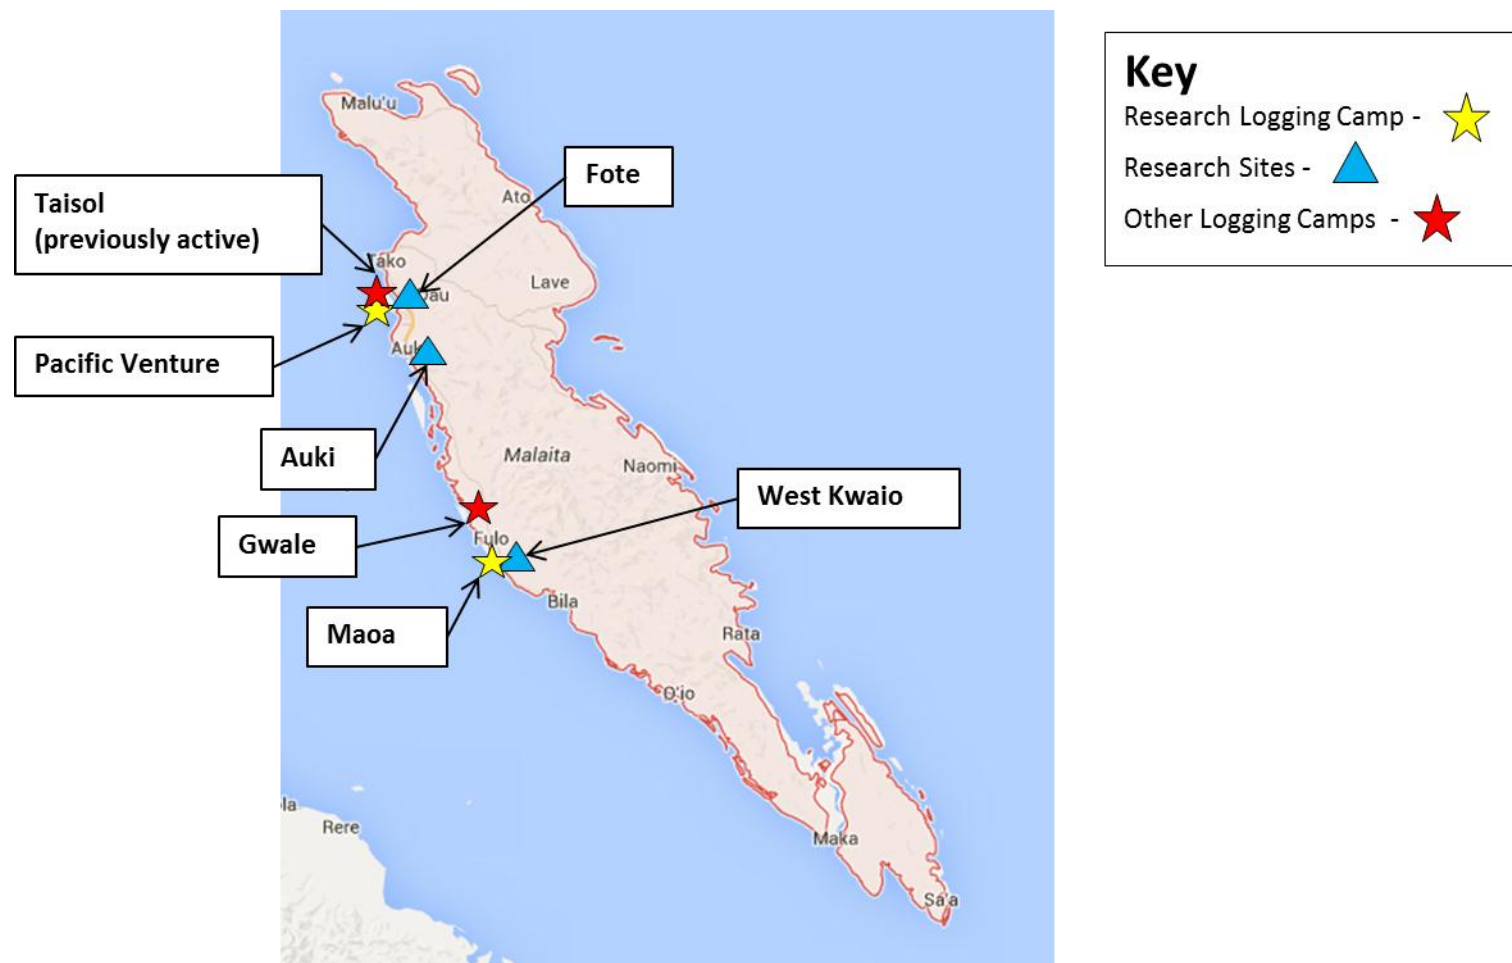 Key
Research Logging Camp -
Research Sites -
Other Logging Camps -
Malu'u
Fote
Ato
Taisol
(previously active)
Lave
Pacific Venture
Auki
Malaita
Naomi
West Kwaio
Gwale
Fulo
Bila
Maoa
Rata
O'io
Rere
Maka
Sa'a